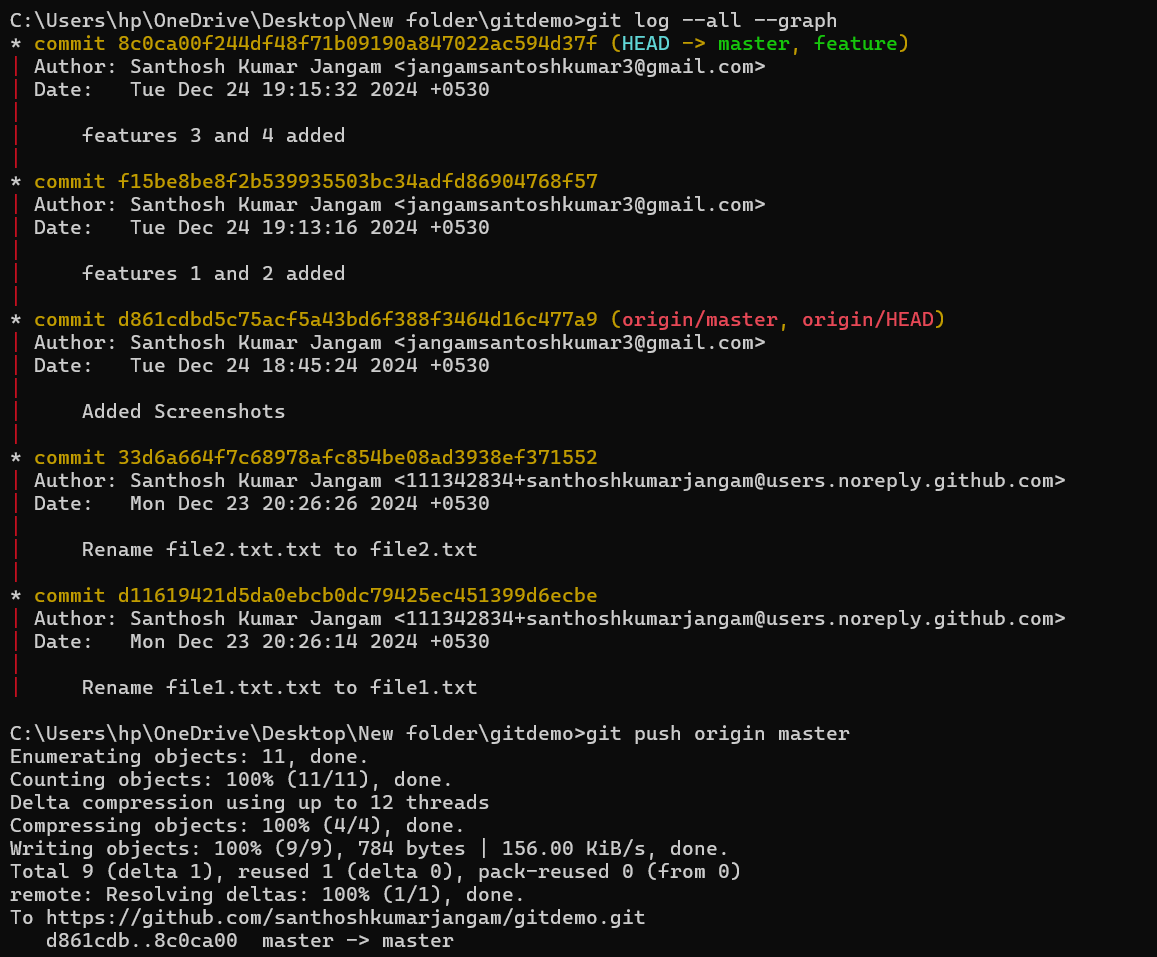 C:\Users\hp\OneDrive\Desktop\New folder\gitdemo>git log --all --graph
* commit 8c0ca00f244df48f71b09190a847022ac594d37f (HEAD -> master, feature)
| Author: Santhosh Kumar Jangam <jangamsantoshkumar3@gmail.com>
| Date:   Tue Dec 24 19:15:32 2024 +0530
|
|     features 3 and 4 added
|
* commit f15be8be8f2b539935503bc34adfd86904768f57
| Author: Santhosh Kumar Jangam <jangamsantoshkumar3@gmail.com>
| Date:   Tue Dec 24 19:13:16 2024 +0530
|
|     features 1 and 2 added
|
* commit d861cdbd5c75acf5a43bd6f388f3464d16c477a9 (origin/master, origin/HEAD)
| Author: Santhosh Kumar Jangam <jangamsantoshkumar3@gmail.com>
| Date:   Tue Dec 24 18:45:24 2024 +0530
|
|     Added Screenshots
|
* commit 33d6a664f7c68978afc854be08ad3938ef371552
| Author: Santhosh Kumar Jangam <111342834+santhoshkumarjangam@users.noreply.github.com>
| Date:   Mon Dec 23 20:26:26 2024 +0530
|
|     Rename file2.txt.txt to file2.txt
|
* commit d11619421d5da0ebcb0dc79425ec451399d6ecbe
| Author: Santhosh Kumar Jangam <111342834+santhoshkumarjangam@users.noreply.github.com>
| Date:   Mon Dec 23 20:26:14 2024 +0530
|
|     Rename file1.txt.txt to file1.txt

C:\Users\hp\OneDrive\Desktop\New folder\gitdemo>git push origin master
Enumerating objects: 11, done.
Counting objects: 100% (11/11), done.
Delta compression using up to 12 threads
Compressing objects: 100% (4/4), done.
Writing objects: 100% (9/9), 784 bytes | 156.00 KiB/s, done.
Total 9 (delta 1), reused 1 (delta 0), pack-reused 0 (from 0)
remote: Resolving deltas: 100% (1/1), done.
To https://github.com/santhoshkumarjangam/gitdemo.git
   d861cdb..8c0ca00  master -> master